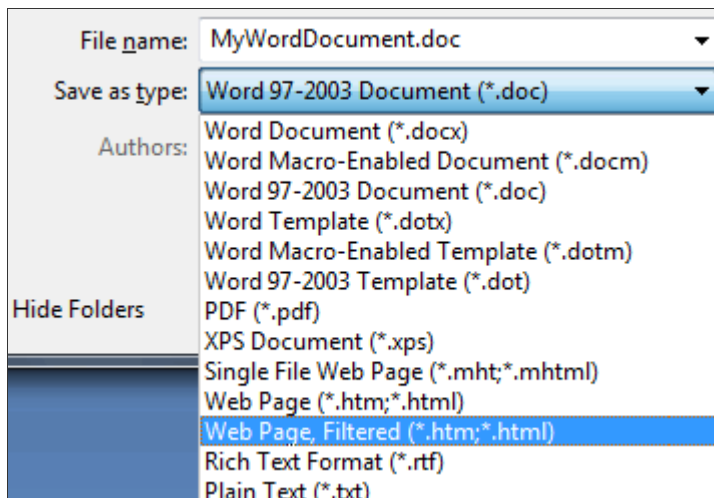 File name: MyWordDocument.doc
Save as type: Word 97-2003 Document (*.doc)
Authors:
Word Document (*.docx)
Word Macro-Enabled Document (*.docm)
Word 97-2003 Document (*.doc)
Word Template (*.dotx)
Word Macro-Enabled Template (*.dotm)
Word 97-2003 Template (*.dot)
Hide Folders
PDF (*.pdf)
XPS Document (*.xps)
Single File Web Page (*.mht;*.mhtml)
Web Page (*.htm;*.html)
Web Page, Filtered (*.htm;*.html)
Rich Text Format (*.rtf)
Plain Text (*.txt)